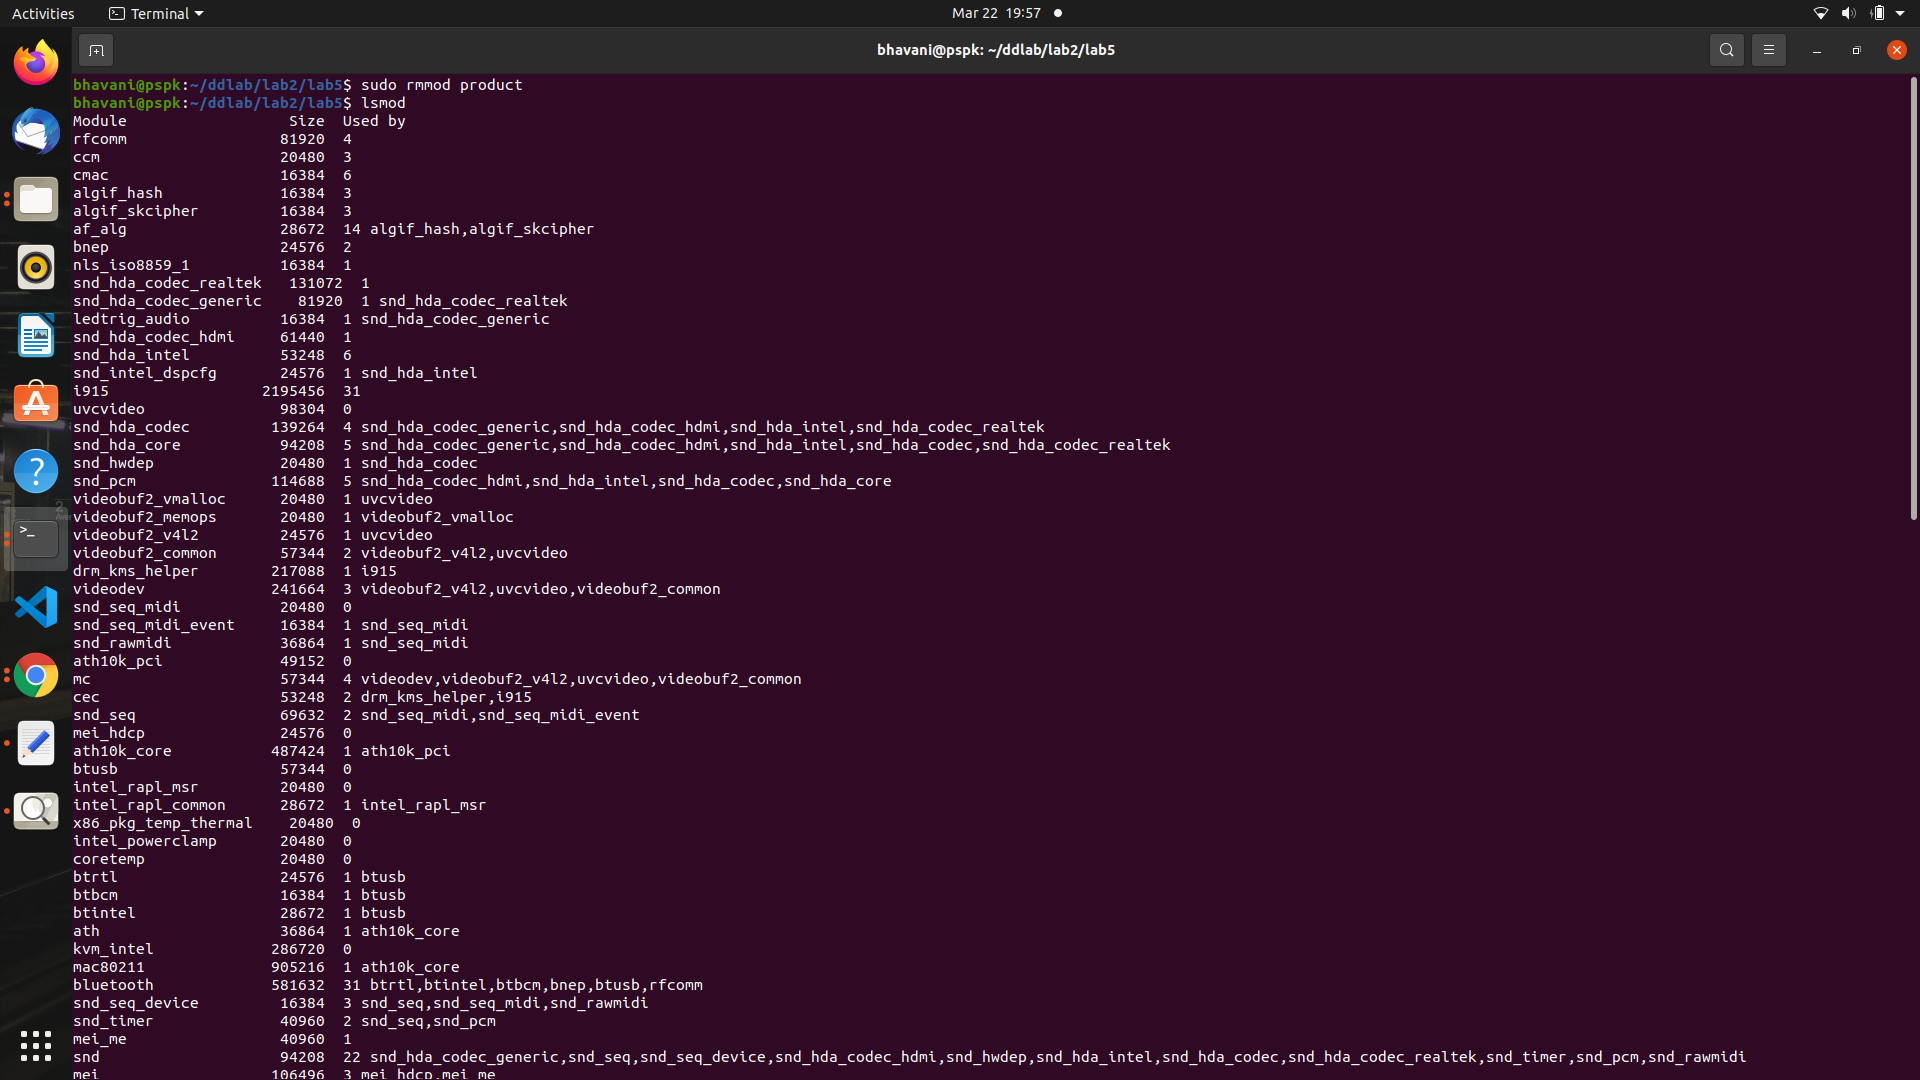 Activities Terminal Mar 22 19:57
bhavani@pspk: ~/ddlab/lab2/lab5
bhavani@pspk:~/ddlab/lab2/lab5$ sudo rmmod product
bhavani@pspk:~/ddlab/lab2/lab5$ lsmod
Module                  Size  Used by
rfcomm                 81920  4
ccm                    20480  3
cmac                   16384  6
algif_hash             16384  3
algif_skcipher         16384  3
af_alg                 28672  14 algif_hash,algif_skcipher
bnep                   24576  2
nls_iso8859_1          16384  1
snd_hda_codec_realtek   131072  1
snd_hda_codec_generic    81920  1 snd_hda_codec_realtek
ledtrig_audio          16384  1 snd_hda_codec_generic
snd_hda_codec_hdmi     61440  1
snd_hda_intel          53248  6
snd_intel_dspcfg       24576  1 snd_hda_intel
i915                 2195456  31
uvcvideo               98304  0
snd_hda_codec         139264  4 snd_hda_codec_generic,snd_hda_codec_hdmi,snd_hda_intel,snd_hda_codec_realtek
snd_hda_core           94208  5 snd_hda_codec_generic,snd_hda_codec_hdmi,snd_hda_intel,snd_hda_codec,snd_hda_codec_realtek
snd_hwdep              20480  1 snd_hda_codec
snd_pcm               114688  5 snd_hda_codec_hdmi,snd_hda_intel,snd_hda_codec,snd_hda_core
videobuf2_vmalloc      20480  1 uvcvideo
videobuf2_memops       20480  1 videobuf2_vmalloc
videobuf2_v4l2         24576  1 uvcvideo
videobuf2_common       57344  2 videobuf2_v4l2,uvcvideo
drm_kms_helper        217088  1 i915
videodev              241664  3 videobuf2_v4l2,uvcvideo,videobuf2_common
snd_seq_midi           20480  0
snd_seq_midi_event     16384  1 snd_seq_midi
snd_rawmidi            36864  1 snd_seq_midi
ath10k_pci             49152  0
mc                     57344  4 videodev,videobuf2_v4l2,uvcvideo,videobuf2_common
cec                    53248  2 drm_kms_helper,i915
snd_seq                69632  2 snd_seq_midi,snd_seq_midi_event
mei_hdcp               24576  0
ath10k_core           487424  1 ath10k_pci
btusb                  57344  0
intel_rapl_msr         20480  0
intel_rapl_common      28672  1 intel_rapl_msr
x86_pkg_temp_thermal    20480  0
intel_powerclamp       20480  0
coretemp               20480  0
btrtl                  24576  1 btusb
btbcm                  16384  1 btusb
btintel                28672  1 btusb
ath                    36864  1 ath10k_core
kvm_intel             286720  0
mac80211              905216  1 ath10k_core
bluetooth             581632  31 btrtl,btintel,btbcm,bnep,btusb,rfcomm
snd_seq_device         16384  3 snd_seq,snd_seq_midi,snd_rawmidi
snd_timer              40960  2 snd_seq,snd_pcm
mei_me                 40960  1
snd                    94208  22 snd_hda_codec_generic,snd_seq,snd_seq_device,snd_hda_codec_hdmi,snd_hwdep,snd_hda_intel,snd_hda_codec,snd_hda_codec_realtek,snd_timer,snd_pcm,snd_rawmidi
mei                   106496  3 mei_hdcp,mei_me